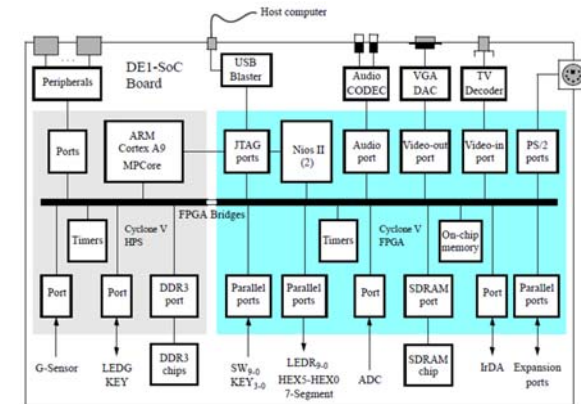 Host computer
DE1-SoC
Board
Peripherals
USB
Blaster
Audio
CODEC
VGA
DAC
TV
Decoder
Ports
ARM
Cortex A9
MPCore
JTAG
ports
Nios II
(2)
Audio
port
Video-out
port
Video-in
port
PS/2
ports
FPGA Bridges
Timers
Cyclone V
HPS
Timers
Cyclone V
FPGA
On-chip
memory
Port
Port
DDR3
port
Parallel
ports
Parallel
ports
Port
SDRAM
port
Port
Parallel
ports
G-Sensor
LEDG
KEY
DDR3
chips
SW9-0
KEY3-0
LEDR9-0
HEX5-HEX0
7-Segment
ADC
SDRAM
chip
IrDA
Expansion
ports